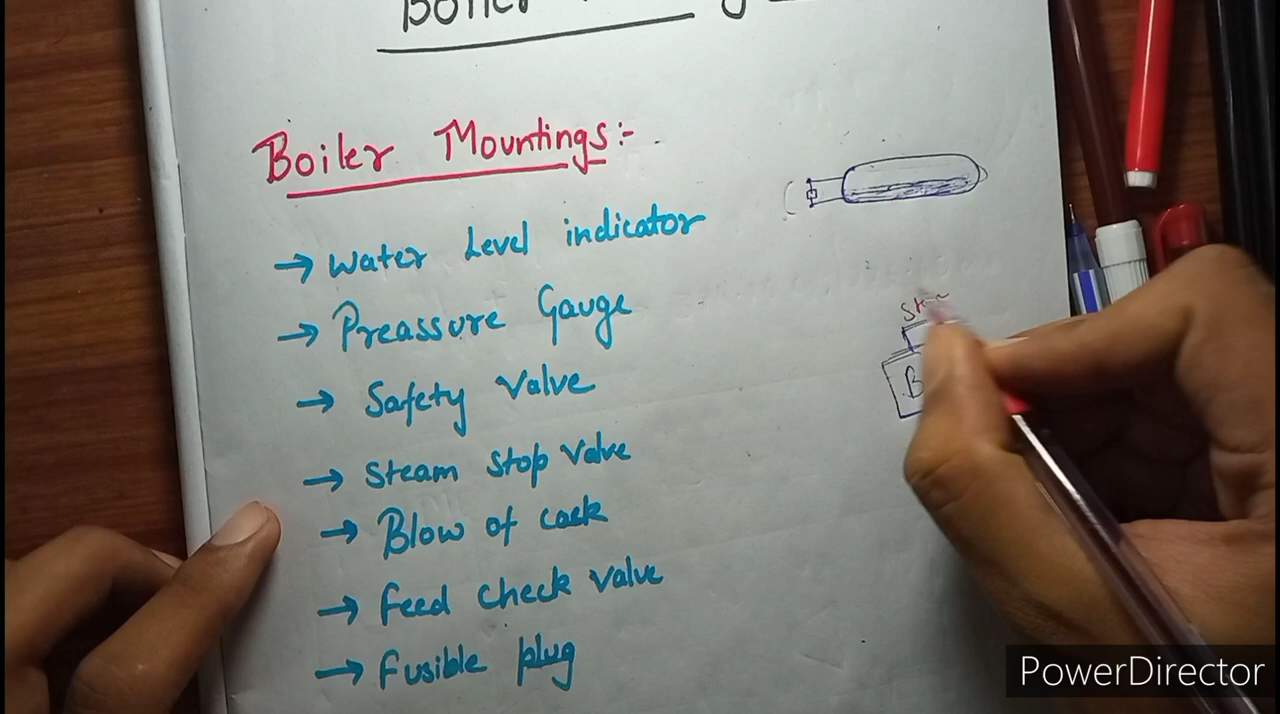 Boiler
Boiler Mountings:-
→ Water Level indicator
→ Preassure Gauge
→ Safety Valve
→ Steam Stop Valve
→ Blow of cock
→ Feed check valve
→ Fusible plug
B
PowerDirector